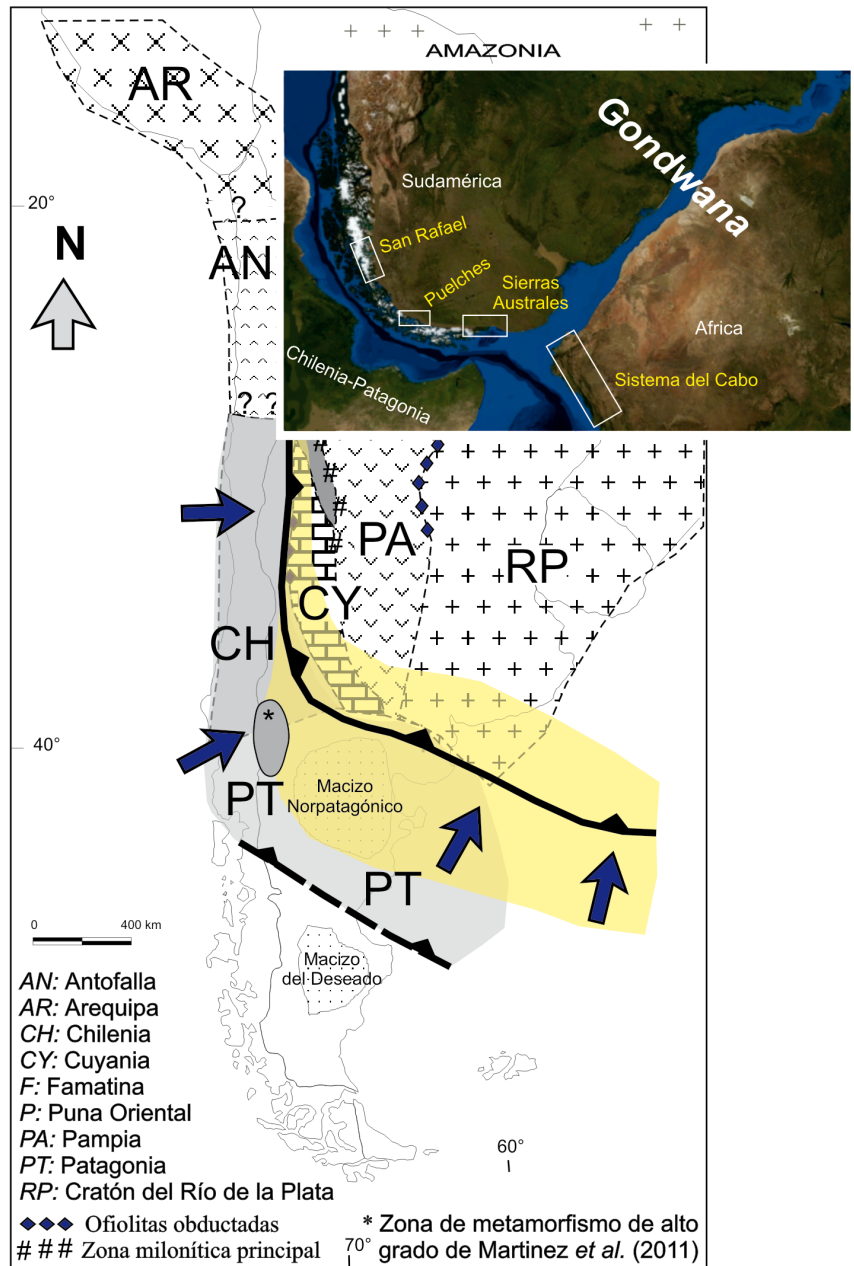 AMAZONIA
AR
Gondwana
Sudamérica
20°
?
N
AN
San Rafael
Puelches
Sierras
Australes
Africa
Chilenia-Patagonia
Sistema del Cabo
? ?
#
#
#
#
PA
RP
CY
CH
*
40°
PT
Macizo
Norpatagónico
PT
0 400 km
Macizo
del Deseado
AN: Antofalla
AR: Arequipa
CH: Chilenia
CY: Cuyania
F: Famatina
P: Puna Oriental
PA: Pampia
PT: Patagonia
RP: Cratón del Río de la Plata
60°
Ofiolitas obductadas
# # # Zona milonítica principal
70°
* Zona de metamorfismo de alto
grado de Martinez et al. (2011)